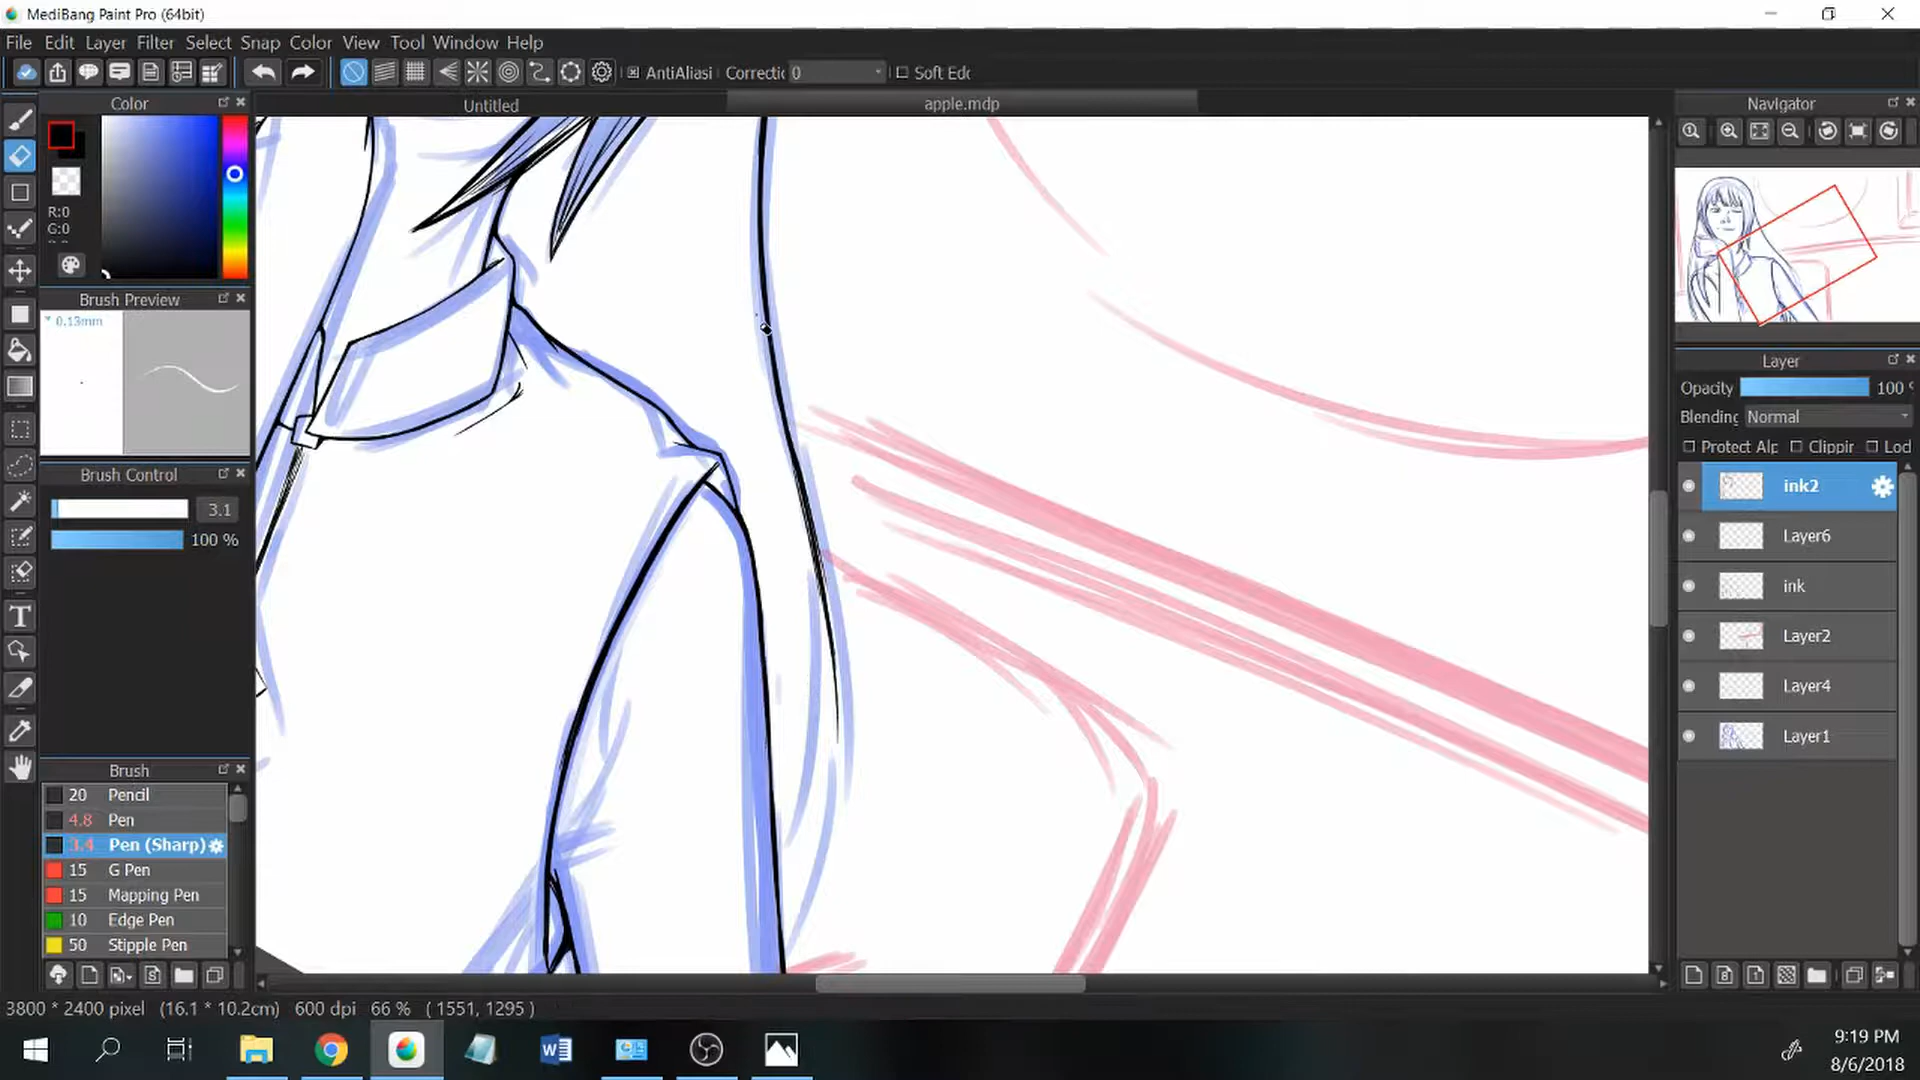 MediBang Paint Pro (64bit)
File Edit Layer Filter Select Snap Color View Tool Window Help
AntiAliasi Correctic 0 Soft Edc
Color
Untitled
apple.mdp
Navigator
R:0
G:0
Brush Preview
0.13mm
Layer
Opacity 100
Blending Normal
Protect Alp Clippir Loc
Brush Control
3.1
100 %
ink2
Layer6
ink
Layer2
Layer4
Layer1
Brush
20 Pencil
4.8 Pen
3.4 Pen (Sharp)
15 G Pen
15 Mapping Pen
10 Edge Pen
50 Stipple Pen
3800 * 2400 pixel (16.1 * 10.2cm) 600 dpi 66 % ( 1551, 1295 )
9:19 PM
8/6/2018